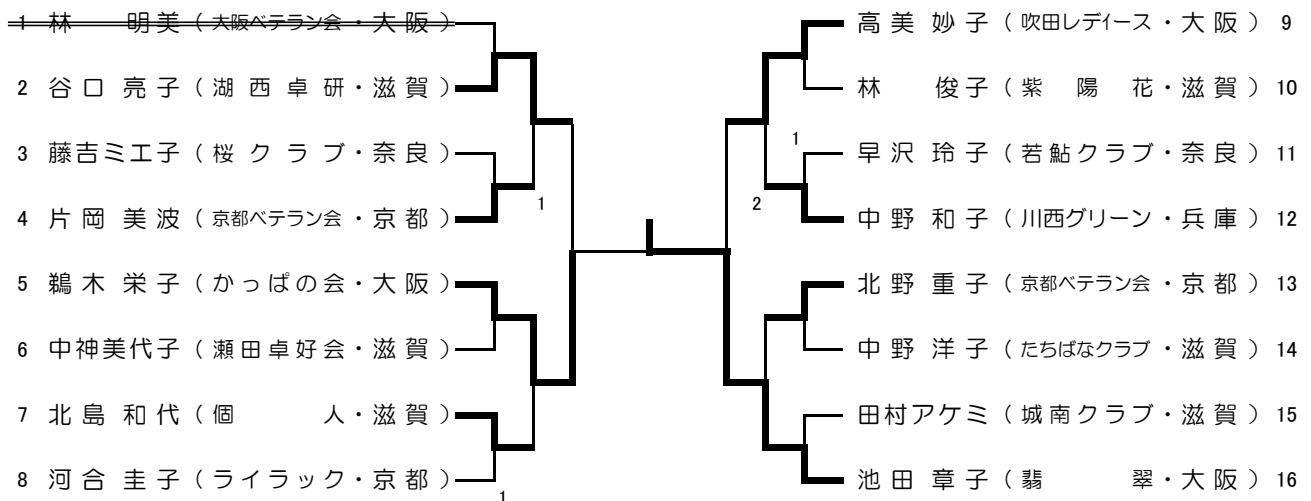 1 林 明美（大阪ベテラン会・大阪）
2 谷口 亮子（湖西卓研・滋賀）
3 藤吉ミエ子（桜クラブ・奈良）
4 片岡 美波（京都ベテラン会・京都）
5 鵜木 栄子（かっぱの会・大阪）
6 中神美代子（瀬田卓好会・滋賀）
7 北島 和代（個 人・滋賀）
8 河合 圭子（ライラック・京都）
1
1
高美 妙子（吹田レディース・大阪）9
林 俊子（紫陽花・滋賀）10
早沢 玲子（若鮎クラブ・奈良）11
中野 和子（川西グリーン・兵庫）12
北野 重子（京都ベテラン会・京都）13
中野 洋子（たちばなクラブ・滋賀）14
田村アケミ（城南クラブ・滋賀）15
池田 章子（翡 翠・大阪）16
1
2